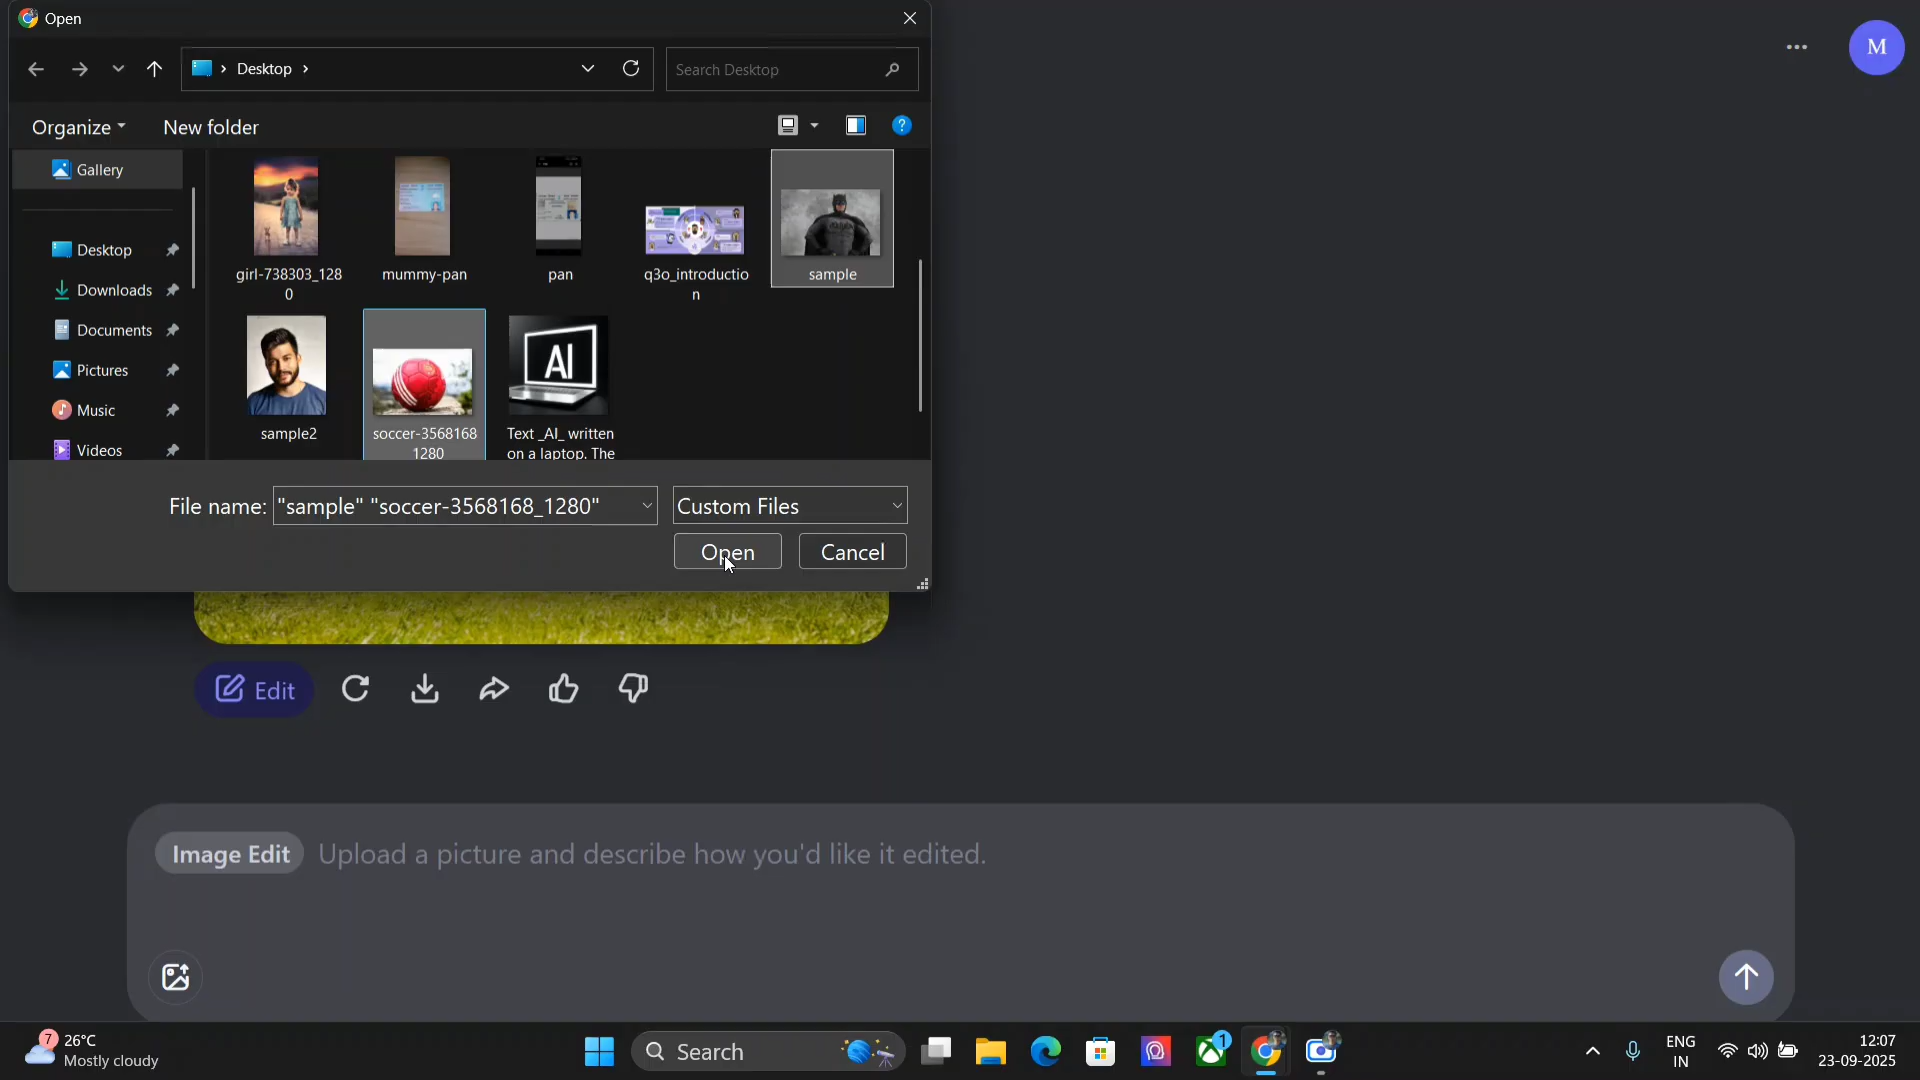 Open
Desktop
Search Desktop
Organize
New folder
Gallery
Desktop
Downloads
Documents
Pictures
Music
Videos
girl-738303_128
0
mummy-pan
pan
q3o_introductio
n
sample
sample2
AI
soccer-3568168
1280
Text _AI_ written
on a laptop. The
File name:
"sample" "soccer-3568168_1280"
Custom Files
Open
Cancel
M
Edit
Image Edit
Upload a picture and describe how you'd like it edited.
7
26°C
Mostly cloudy
Search
1
ENG
IN
12:07
23-09-2025